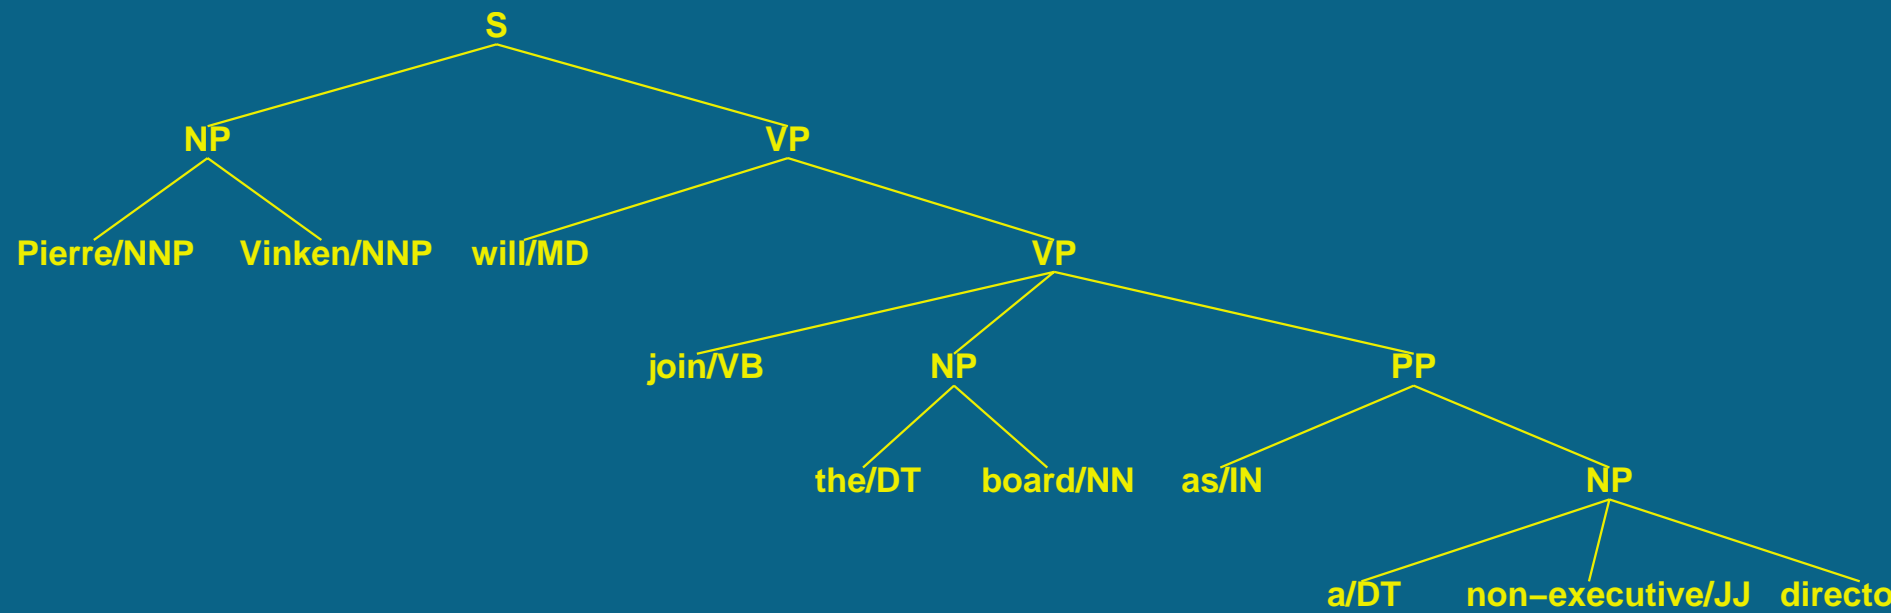 S
NP VP
Pierre/NNP Vinken/NNP will/MD VP
join/VB NP PP
the/DT board/NN as/IN NP
a/DT non–executive/JJ directo